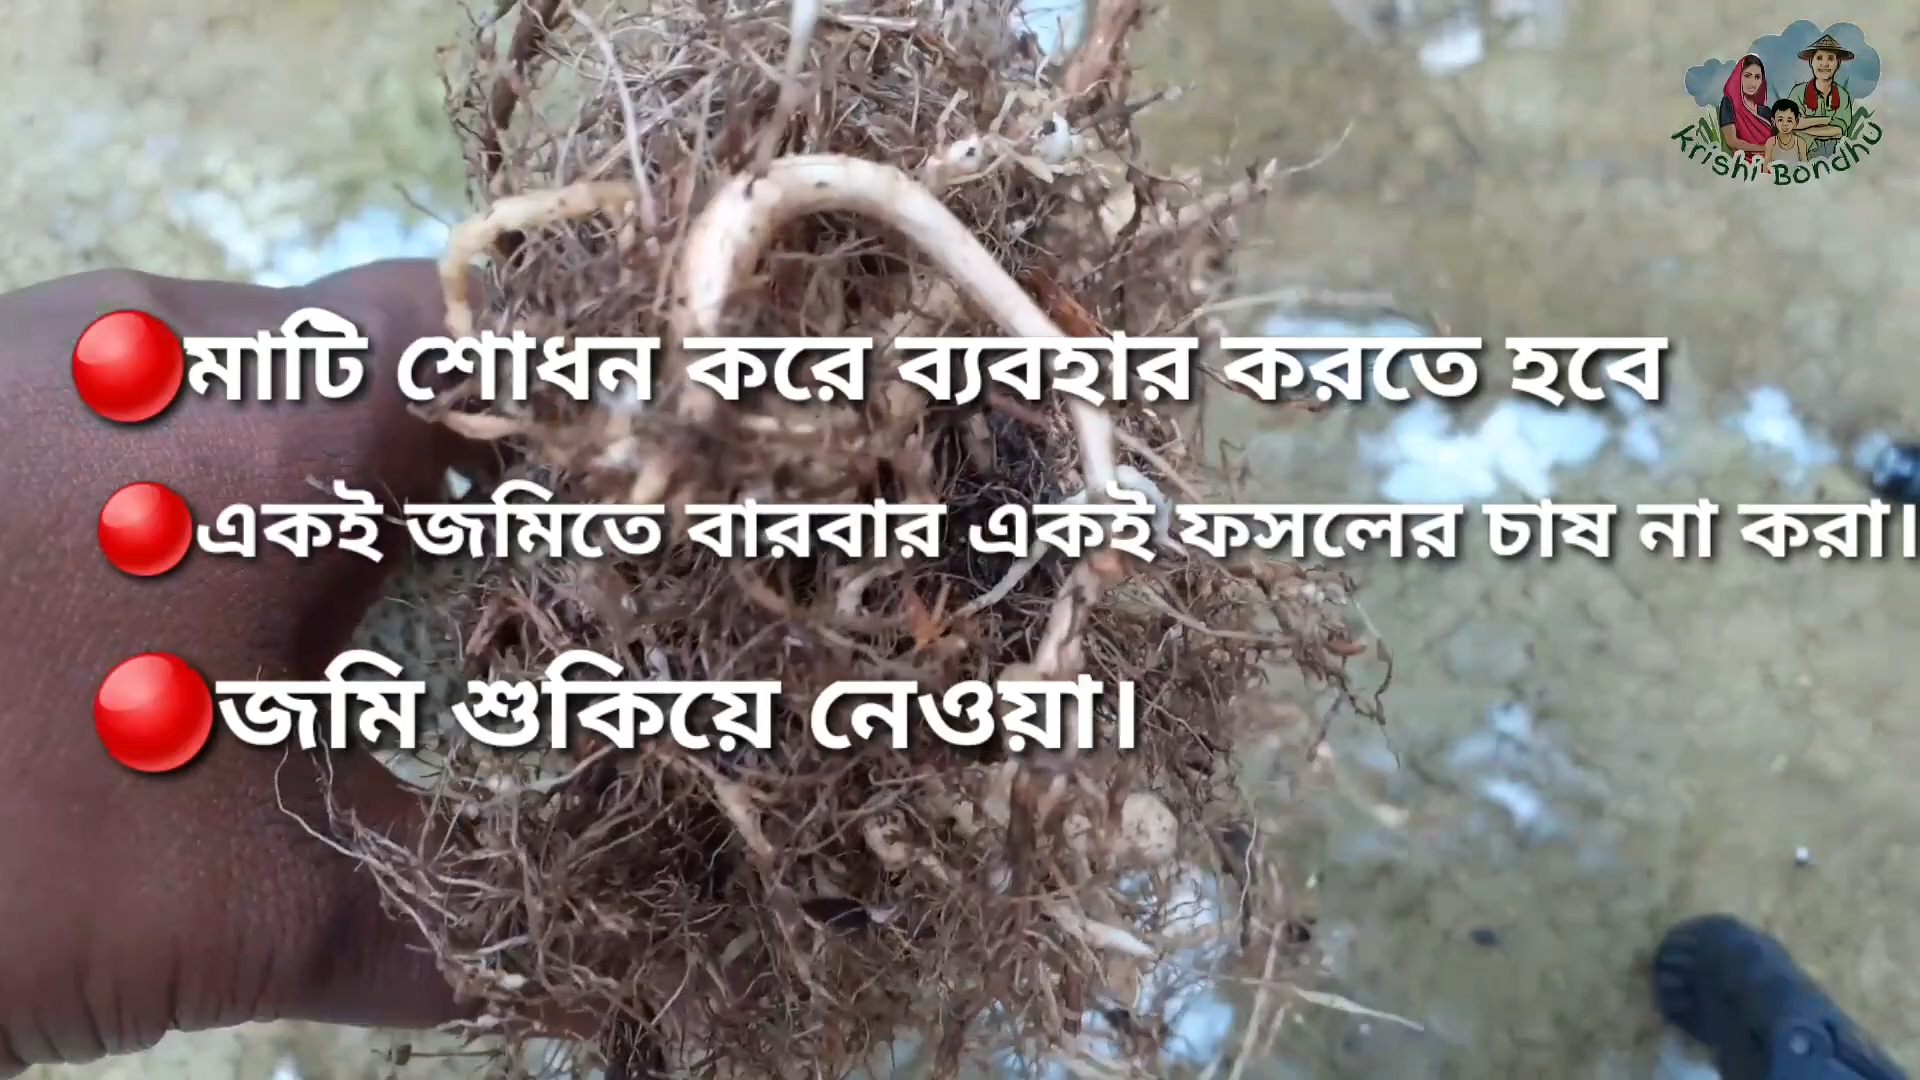 Krishi Bondhu
মাটি শোধন করে ব্যবহার করতে হবে
একই জমিতে বারবার একই ফসলের চাষ না করা।
জমি শুকিয়ে নেওয়া।